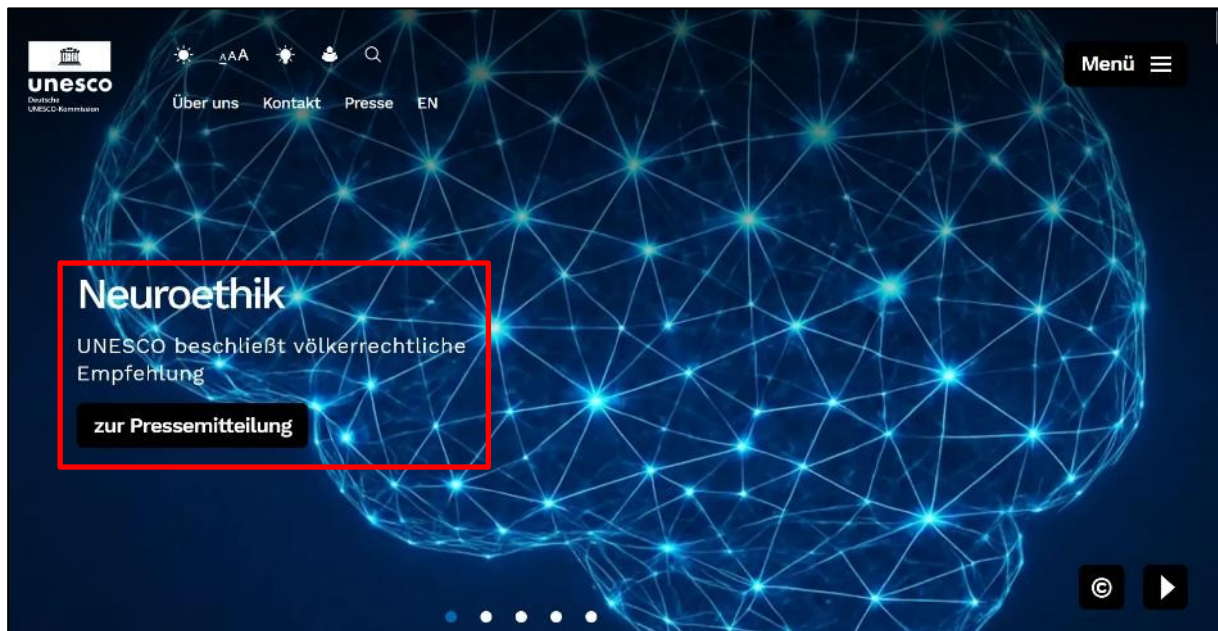 unesco
Deutsche
UNESCO-Kommission
AAA
Über uns Kontakt Presse EN
Menü
Neuroethik
UNESCO beschließt völkerrechtliche
Empfehlung
zur Pressemitteilung
©